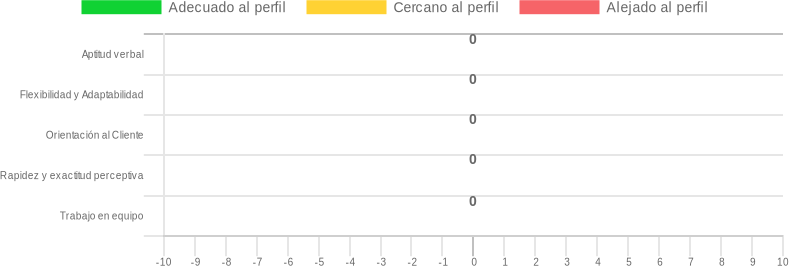 Adecuado al perfil Cercano al perfil Alejado al perfil
0
Aptitud verbal
0
Flexibilidad y Adaptabilidad
0
Orientación al Cliente
0
Rapidez y exactitud perceptiva
0
Trabajo en equipo
-10 -9 -8 -7 -6 -5 -4 -3 -2 -1 0 1 2 3 4 5 6 7 8 9 10